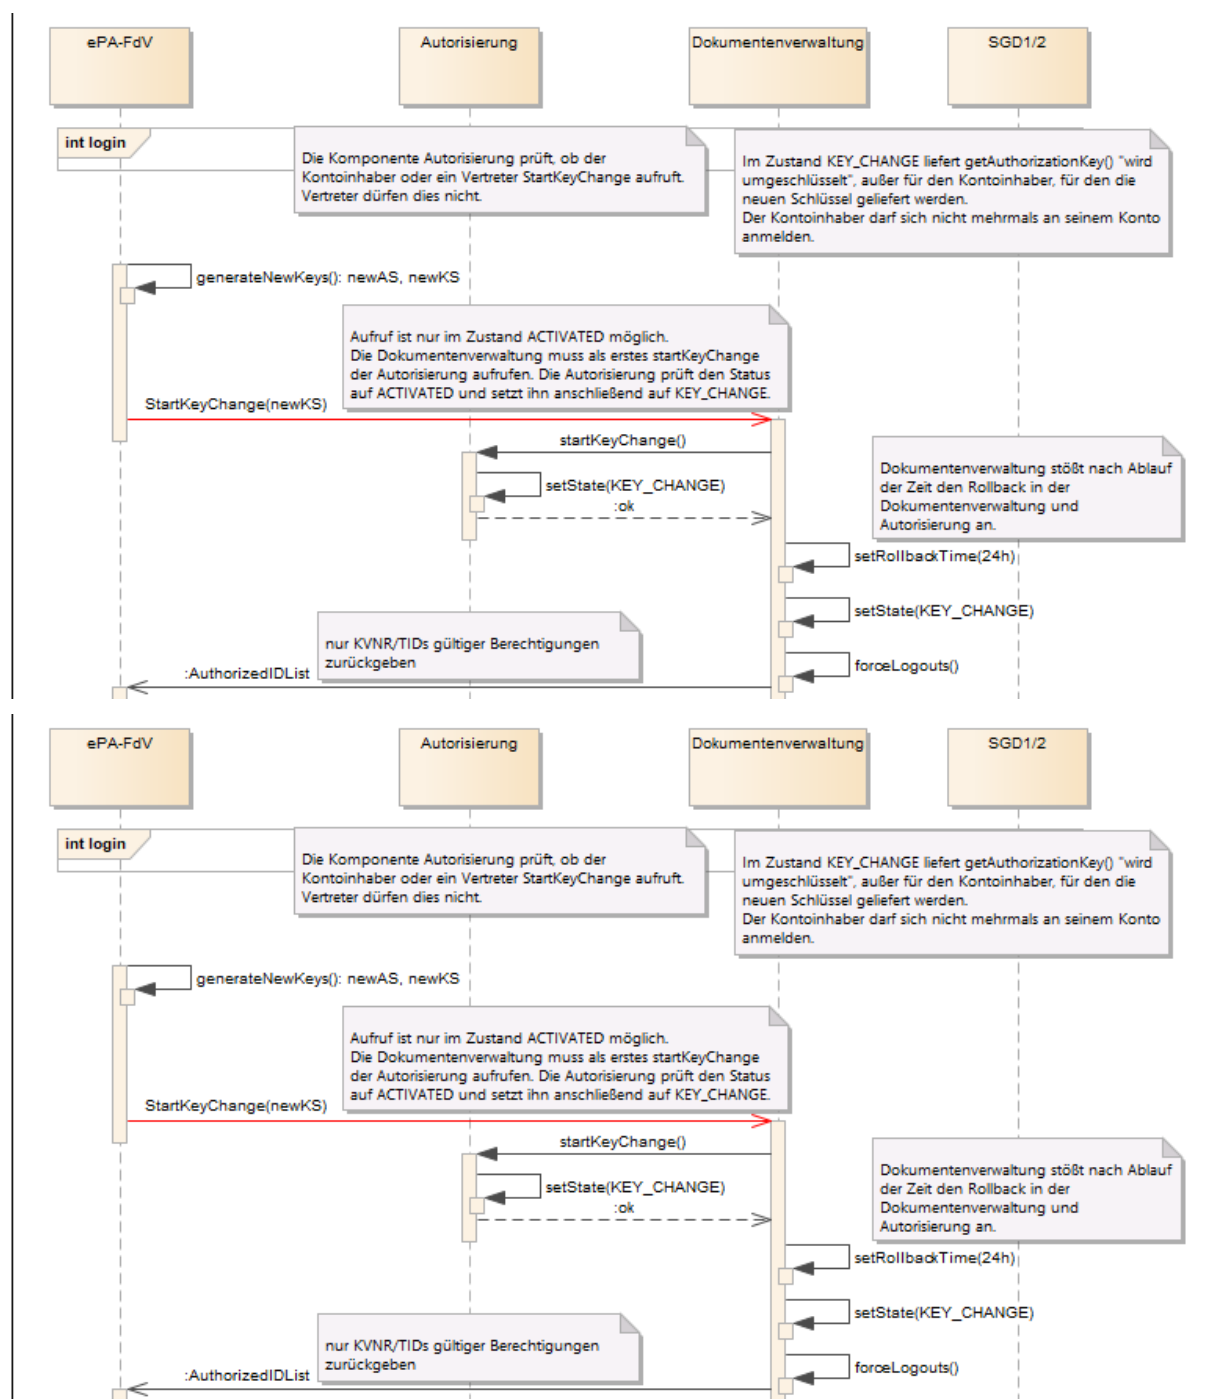 ePA-FdV
Autorisierung
Dokumentenverwaltung
SGD1/2
int login
Die Komponente Autorisierung prüft, ob der
Kontoinhaber oder ein Vertreter StartKeyChange aufruft.
Vertreter dürfen dies nicht.
Im Zustand KEY_CHANGE liefert getAuthorizationKey() "wird
umgeschlüsselt", außer für den Kontoinhaber, für den die
neuen Schlüssel geliefert werden.
Der Kontoinhaber darf sich nicht mehrmals an seinem Konto
anmelden.
generateNewKeys(): newAS, newKS
Aufruf ist nur im Zustand ACTIVATED möglich.
Die Dokumentenverwaltung muss als erstes startKeyChange
der Autorisierung aufrufen. Die Autorisierung prüft den Status
auf ACTIVATED und setzt ihn anschließend auf KEY_CHANGE.
StartKeyChange(newKS)
startKeyChange()
setState(KEY_CHANGE)
:ok
Dokumentenverwaltung stößt nach Ablauf
der Zeit den Rollback in der
Dokumentenverwaltung und
Autorisierung an.
setRollbackTime(24h)
setState(KEY_CHANGE)
nur KVNR/TIDs gültiger Berechtigungen
zurückgeben
forceLogouts()
:AuthorizedIDList
ePA-FdV
Autorisierung
Dokumentenverwaltung
SGD1/2
int login
Die Komponente Autorisierung prüft, ob der
Kontoinhaber oder ein Vertreter StartKeyChange aufruft.
Vertreter dürfen dies nicht.
Im Zustand KEY_CHANGE liefert getAuthorizationKey() "wird
umgeschlüsselt", außer für den Kontoinhaber, für den die
neuen Schlüssel geliefert werden.
Der Kontoinhaber darf sich nicht mehrmals an seinem Konto
anmelden.
generateNewKeys(): newAS, newKS
Aufruf ist nur im Zustand ACTIVATED möglich.
Die Dokumentenverwaltung muss als erstes startKeyChange
der Autorisierung aufrufen. Die Autorisierung prüft den Status
auf ACTIVATED und setzt ihn anschließend auf KEY_CHANGE.
StartKeyChange(newKS)
startKeyChange()
setState(KEY_CHANGE)
:ok
Dokumentenverwaltung stößt nach Ablauf
der Zeit den Rollback in der
Dokumentenverwaltung und
Autorisierung an.
setRollbackTime(24h)
setState(KEY_CHANGE)
nur KVNR/TIDs gültiger Berechtigungen
zurückgeben
forceLogouts()
:AuthorizedIDList